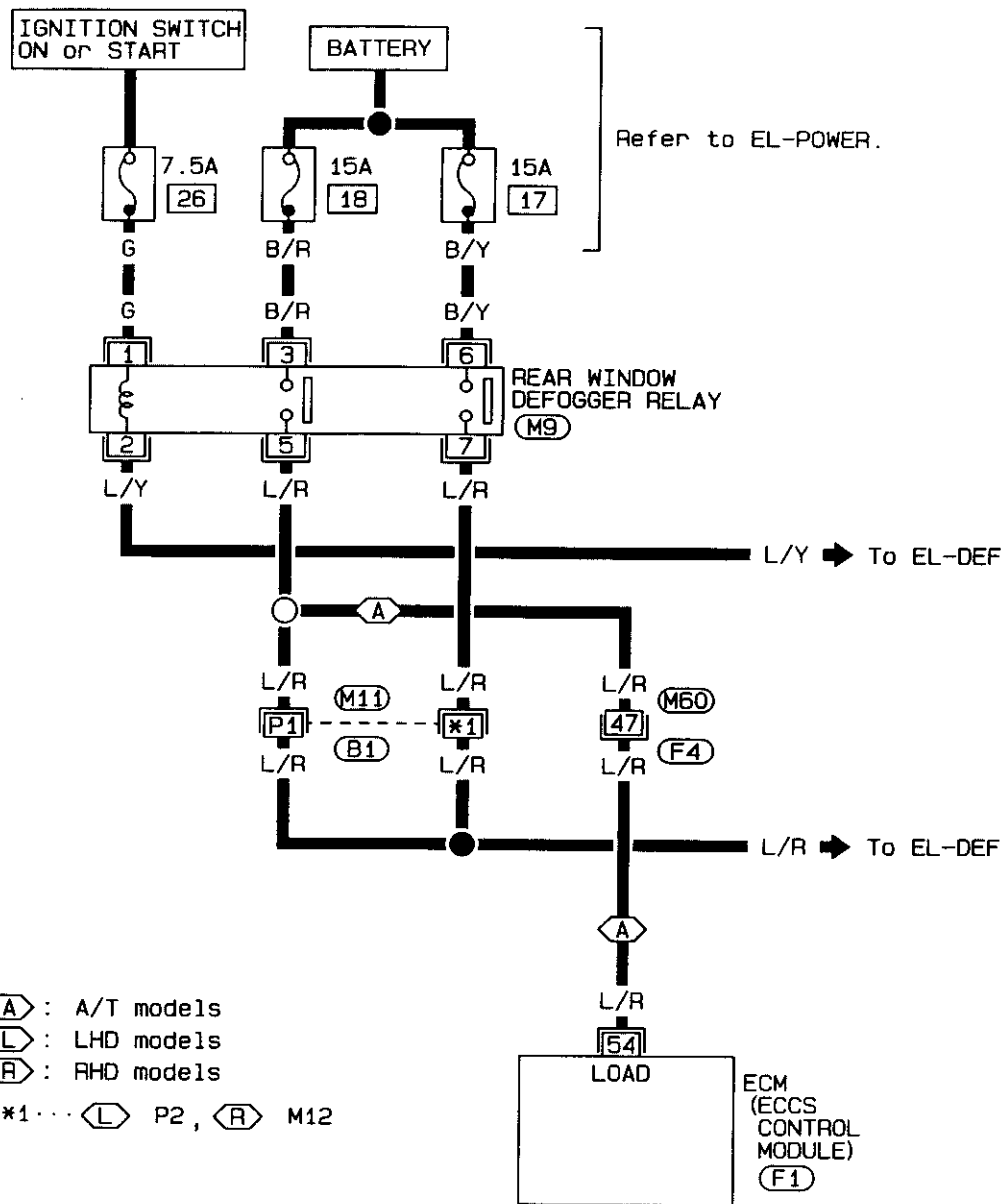 IGNITION SWITCH
ON or START
BATTERY
Refer to EL-POWER.
7.5A
26
15A
18
15A
17
G
B/R
B/Y
G
B/R
B/Y
1
3
6
REAR WINDOW
DEFOGGER RELAY
M9
2
5
7
L/Y
L/R
L/R
L/Y
To EL-DEF
A
L/R
M11
L/R
L/R
M60
P1
*1
47
L/R
B1
L/R
L/R
F4
L/R
To EL-DEF
A
L/R
54
LOAD
ECM
(ECCS
CONTROL
MODULE)
F1
A : A/T models
L : LHD models
R : RHD models
*1··· L P2, R M12